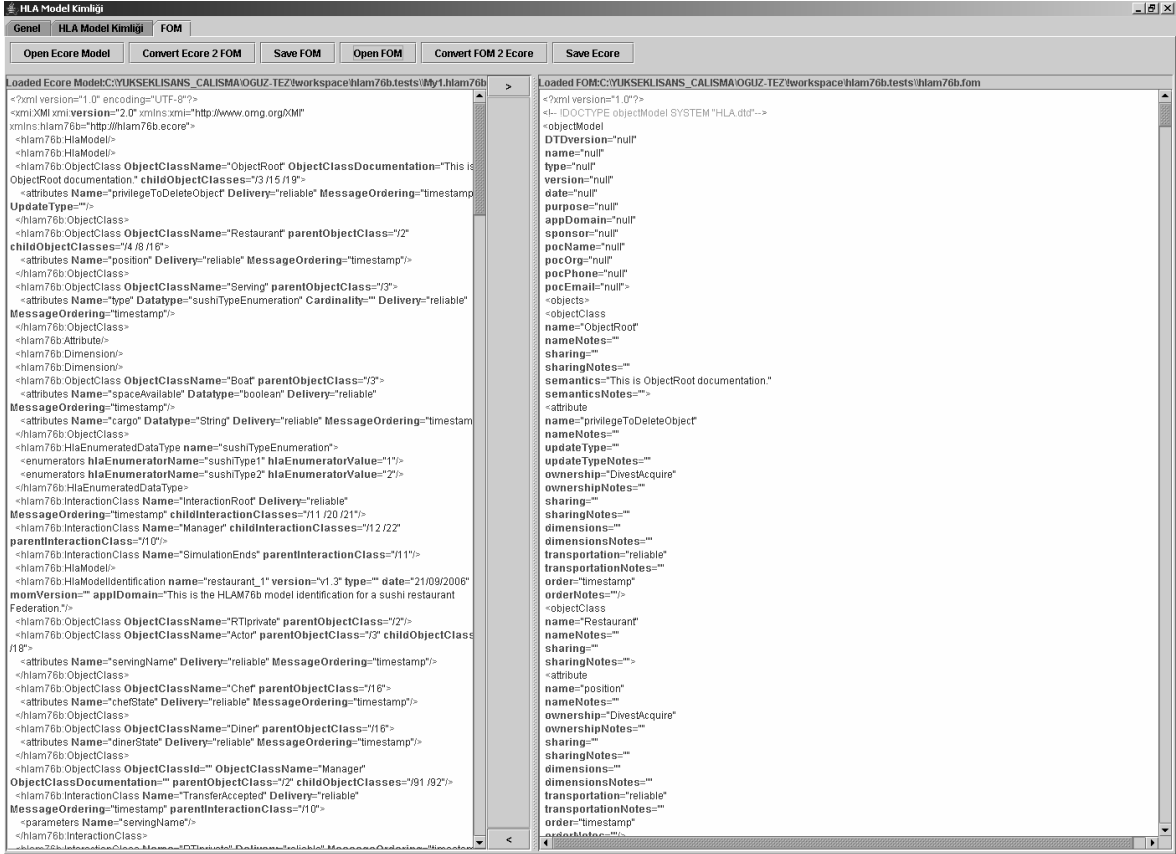 HLA Model Kimliği
Genel HLA Model Kimliği FOM
Open Ecore Model Convert Ecore 2 FOM Save FOM Open FOM Convert FOM 2 Ecore Save Ecore
Loaded Ecore Model:C:\YUKSEKLISANS_CALISMA\OGUZ-TEZ\workspace\hlam76b.tests\\My1.hlam76b
<?xml version="1.0" encoding="UTF-8"?>
<xmi:XMI xmi:version="2.0" xmlns:xmi="http://www.omg.org/XMI"
xmlns:hlam76b="http://hlam76b.ecore">
<hlam76b:HlaModel/>
<hlam76b:HlaModel/>
<hlam76b:ObjectClass ObjectClassName="ObjectRoot" ObjectClassDocumentation="This is
ObjectRoot documentation." childObjectClasses="/3 /15 /19">
<attributes Name="privilegeToDeleteObject" Delivery="reliable" MessageOrdering="timestamp
UpdateType=""/>
</hlam76b:ObjectClass>
<hlam76b:ObjectClass ObjectClassName="Restaurant" parentObjectClass="/2"
childObjectClasses="/4 /8 /16">
<attributes Name="position" Delivery="reliable" MessageOrdering="timestamp"/>
</hlam76b:ObjectClass>
<hlam76b:ObjectClass ObjectClassName="Serving" parentObjectClass="/3">
<attributes Name="type" Datatype="sushiTypeEnumeration" Cardinality="" Delivery="reliable"
MessageOrdering="timestamp"/>
</hlam76b:ObjectClass>
<hlam76b:Attribute/>
<hlam76b:Dimension/>
<hlam76b:Dimension/>
<hlam76b:ObjectClass ObjectClassName="Boat" parentObjectClass="/3">
<attributes Name="spaceAvailable" Datatype="boolean" Delivery="reliable"
MessageOrdering="timestamp"/>
<attributes Name="cargo" Datatype="String" Delivery="reliable" MessageOrdering="timestam
</hlam76b:ObjectClass>
<hlam76b:HlaEnumeratedDataType name="sushiTypeEnumeration">
<enumerators hlaEnumeratorName="sushiType1" hlaEnumeratorValue="1"/>
<enumerators hlaEnumeratorName="sushiType2" hlaEnumeratorValue="2"/>
</hlam76b:HlaEnumeratedDataType>
<hlam76b:InteractionClass Name="InteractionRoot" Delivery="reliable"
MessageOrdering="timestamp" childInteractionClasses="/11 /20 /21"/>
<hlam76b:InteractionClass Name="Manager" childInteractionClasses="/12 /22"
parentInteractionClass="/10"/>
<hlam76b:InteractionClass Name="SimulationEnds" parentInteractionClass="/11"/>
<hlam76b:HlaModel/>
<hlam76b:HlaModelIdentification name="restaurant_1" version="v1.3" type="" date="21/09/2006"
momVersion="" applDomain="This is the HLAM76b model identification for a sushi restaurant
Federation."/>
<hlam76b:ObjectClass ObjectClassName="RTIprivate" parentObjectClass="/2"/>
<hlam76b:ObjectClass ObjectClassName="Actor" parentObjectClass="/3" childObjectClass
/18">
<attributes Name="servingName" Delivery="reliable" MessageOrdering="timestamp"/>
</hlam76b:ObjectClass>
<hlam76b:ObjectClass ObjectClassName="Chef" parentObjectClass="/16">
<attributes Name="chefState" Delivery="reliable" MessageOrdering="timestamp"/>
</hlam76b:ObjectClass>
<hlam76b:ObjectClass ObjectClassName="Diner" parentObjectClass="/16">
<attributes Name="dinerState" Delivery="reliable" MessageOrdering="timestamp"/>
</hlam76b:ObjectClass>
<hlam76b:ObjectClass ObjectClassId="" ObjectClassName="Manager"
ObjectClassDocumentation="" parentObjectClass="/2" childObjectClasses="/91 /92"/>
<hlam76b:InteractionClass Name="TransferAccepted" Delivery="reliable"
MessageOrdering="timestamp" parentInteractionClass="/10">
<parameters Name="servingName"/>
</hlam76b:InteractionClass>
<hlam76b:InteractionClass Name="RTIprivate" Delivery="reliable" MessageOrdering="timestam
>
<
Loaded FOM:C:\YUKSEKLISANS_CALISMA\OGUZ-TEZ\workspace\hlam76b.tests\\hlam76b.fom
<?xml version="1.0"?>
<!-- !DOCTYPE objectModel SYSTEM "HLA.dtd"-->
<objectModel
DTDversion="null"
name="null"
type="null"
version="null"
date="null"
purpose="null"
appDomain="null"
sponsor="null"
pocName="null"
pocOrg="null"
pocPhone="null"
pocEmail="null">
<objects>
<objectClass
name="ObjectRoot"
nameNotes=""
sharing=""
sharingNotes=""
semantics="This is ObjectRoot documentation."
semanticsNotes="">
<attribute
name="privilegeToDeleteObject"
nameNotes=""
updateType=""
updateTypeNotes=""
ownership="DivestAcquire"
ownershipNotes=""
sharing=""
sharingNotes=""
dimensions=""
dimensionsNotes=""
transportation="reliable"
transportationNotes=""
order="timestamp"
orderNotes=""/>
<objectClass
name="Restaurant"
nameNotes=""
sharing=""
sharingNotes="">
<attribute
name="position"
nameNotes=""
ownership="DivestAcquire"
ownershipNotes=""
sharing=""
sharingNotes=""
dimensions=""
dimensionsNotes=""
transportation="reliable"
transportationNotes=""
order="timestamp"
orderNotes=""/>